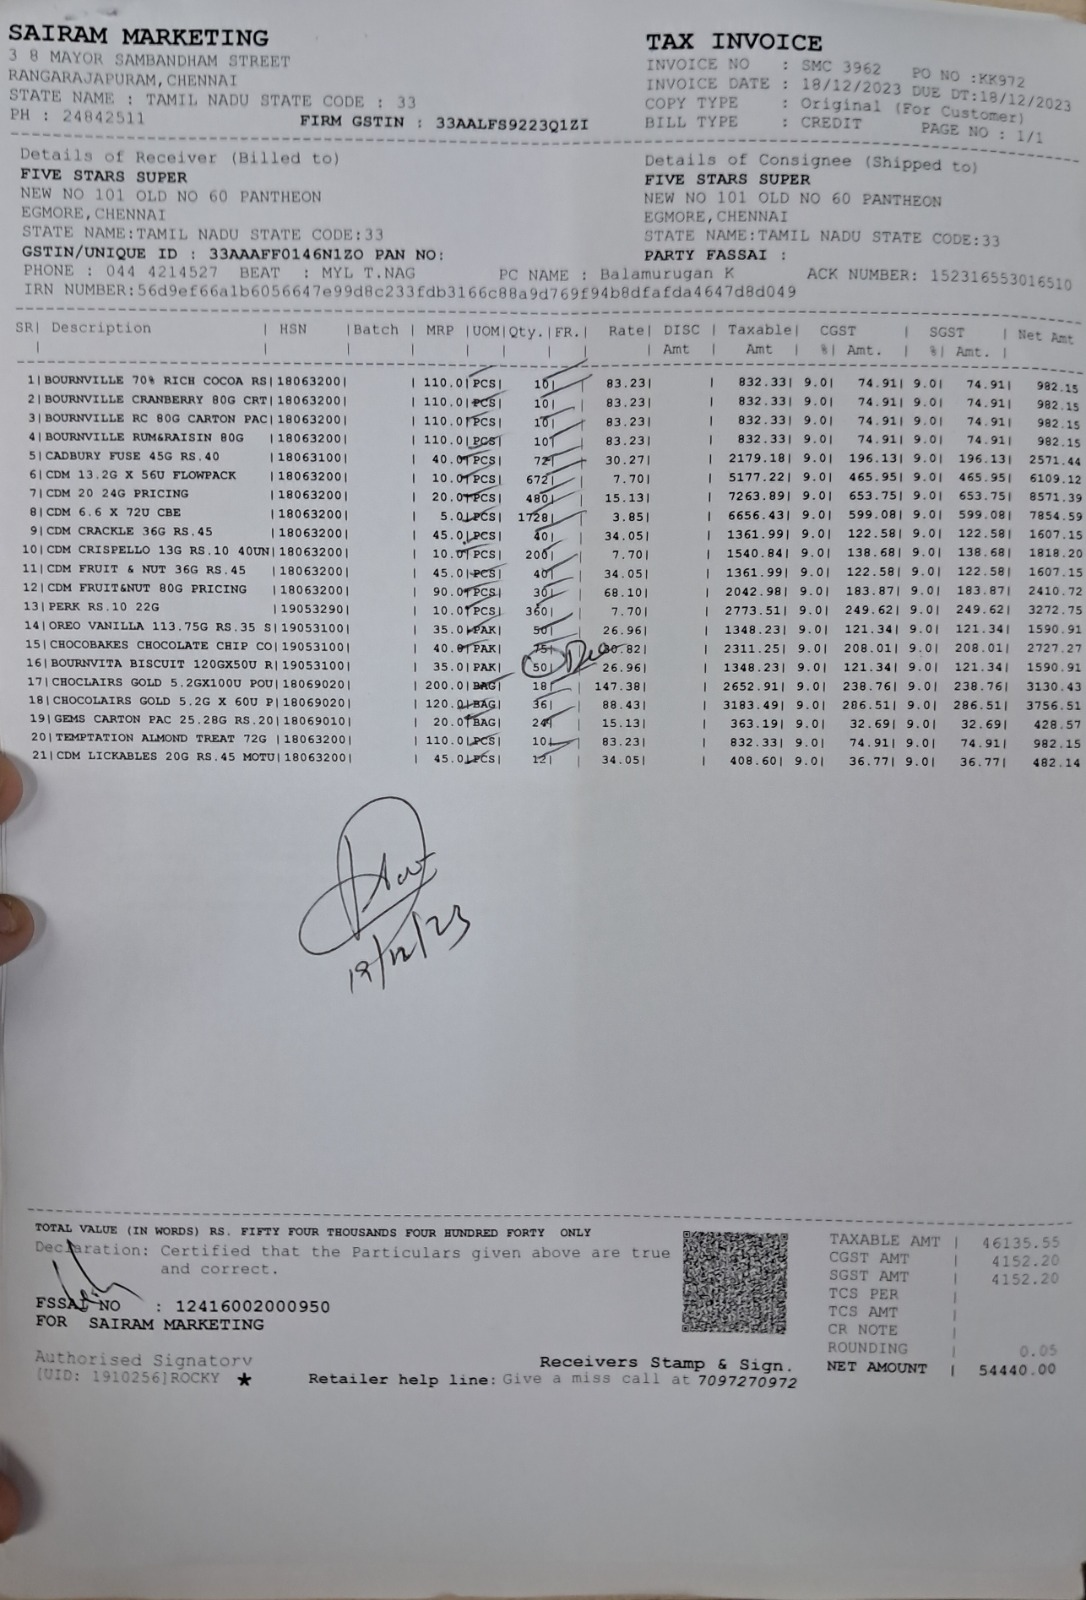 SAIRAM MARKETING
3 8 MAYOR SAMBANDHAM STREET
RANGARAJAPURAM,CHENNAI
STATE NAME : TAMIL NADU STATE CODE : 33
PH : 24842511 FIRM GSTIN : 33AALFS9223Q1ZI
TAX INVOICE
INVOICE NO : SMC 3962 PO NO :KK972
INVOICE DATE : 18/12/2023 DUE DT:18/12/2023
COPY TYPE : Original (For Customer)
BILL TYPE : CREDIT PAGE NO : 1/1
Details of Receiver (Billed to)
FIVE STARS SUPER
NEW NO 101 OLD NO 60 PANTHEON
EGMORE,CHENNAI
STATE NAME:TAMIL NADU STATE CODE:33
GSTIN/UNIQUE ID : 33AAAFF0146N1ZO PAN NO:
Details of Consignee (Shipped to)
FIVE STARS SUPER
NEW NO 101 OLD NO 60 PANTHEON
EGMORE,CHENNAI
STATE NAME:TAMIL NADU STATE CODE:33
PARTY FASSAI :
PHONE : 044 4214527 BEAT : MYL T.NAG PC NAME : Balamurugan K ACK NUMBER: 152316553016510
IRN NUMBER:56d9ef66a1b6056647e99d8c233fdb3166c88a9d769f94b8dfafda4647d8d049
SR| Description | HSN |Batch | MRP |UOM|Qty.|FR.| Rate| DISC | Taxable| CGST | SGST | Net Amt
| | | | | | | | Amt | Amt | %| Amt. | %| Amt. |
1|BOURNVILLE 70% RICH COCOA RS|18063200| | 110.0|PCS| 10| 83.23| | 832.33| 9.0| 74.91| 9.0| 74.91| 982.15
2|BOURNVILLE CRANBERRY 80G CRT|18063200| | 110.0|PCS| 10| | 83.23| | 832.33| 9.0| 74.91| 9.0| 74.91| 982.15
3|BOURNVILLE RC 80G CARTON PAC|18063200| | 110.0|PCS| 10| | 83.23| | 832.33| 9.0| 74.91| 9.0| 74.91| 982.15
4|BOURNVILLE RUM&RAISIN 80G |18063200| | 110.0|PCS| 10| | 83.23| | 832.33| 9.0| 74.91| 9.0| 74.91| 982.15
5|CADBURY FUSE 45G RS.40 |18063100| | 40.0|PCS| 72| | 30.27| | 2179.18| 9.0| 196.13| 9.0| 196.13| 2571.44
6|CDM 13.2G X 56U FLOWPACK |18063200| | 10.0|PCS| 672| | 7.70| | 5177.22| 9.0| 465.95| 9.0| 465.95| 6109.12
7|CDM 20 24G PRICING |18063200| | 20.0|PCS| 480| | 15.13| | 7263.89| 9.0| 653.75| 9.0| 653.75| 8571.39
8|CDM 6.6 X 72U CBE |18063200| | 5.0|PCS| 1728| | 3.85| | 6656.43| 9.0| 599.08| 9.0| 599.08| 7854.59
9|CDM CRACKLE 36G RS.45 |18063200| | 45.0|PCS| 40| | 34.05| | 1361.99| 9.0| 122.58| 9.0| 122.58| 1607.15
10|CDM CRISPELLO 13G RS.10 40UN|18063200| | 10.0|PCS| 200| | 7.70| | 1540.84| 9.0| 138.68| 9.0| 138.68| 1818.20
11|CDM FRUIT & NUT 36G RS.45 |18063200| | 45.0|PCS| 40| | 34.05| | 1361.99| 9.0| 122.58| 9.0| 122.58| 1607.15
12|CDM FRUIT&NUT 80G PRICING |18063200| | 90.0|PCS| 30| | 68.10| | 2042.98| 9.0| 183.87| 9.0| 183.87| 2410.72
13|PERK RS.10 22G |19053290| | 10.0|PCS| 360| | 7.70| | 2773.51| 9.0| 249.62| 9.0| 249.62| 3272.75
14|OREO VANILLA 113.75G RS.35 S|19053100| | 35.0|PAK| 50| | 26.96| | 1348.23| 9.0| 121.34| 9.0| 121.34| 1590.91
15|CHOCOBAKES CHOCOLATE CHIP CO|19053100| | 40.0|PAK| 75| 30.82| | 2311.25| 9.0| 208.01| 9.0| 208.01| 2727.27
16|BOURNVITA BISCUIT 120GX50U R|19053100| | 35.0|PAK| 50| 26.96| | 1348.23| 9.0| 121.34| 9.0| 121.34| 1590.91
17|CHOCLAIRS GOLD 5.2GX100U POU|18069020| | 200.0|BAG| 18| | 147.38| | 2652.91| 9.0| 238.76| 9.0| 238.76| 3130.43
18|CHOCOLAIRS GOLD 5.2G X 60U P|18069020| | 120.0|BAG| 36| | 88.43| | 3183.49| 9.0| 286.51| 9.0| 286.51| 3756.51
19|GEMS CARTON PAC 25.28G RS.20|18069010| | 20.0|BAG| 24| | 15.13| | 363.19| 9.0| 32.69| 9.0| 32.69| 428.57
20|TEMPTATION ALMOND TREAT 72G |18063200| | 110.0|PCS| 10| | 83.23| | 832.33| 9.0| 74.91| 9.0| 74.91| 982.15
21|CDM LICKABLES 20G RS.45 MOTU|18063200| | 45.0|PCS| 12| | 34.05| | 408.60| 9.0| 36.77| 9.0| 36.77| 482.14
19/12/23
TOTAL VALUE (IN WORDS) RS. FIFTY FOUR THOUSANDS FOUR HUNDRED FORTY ONLY
Declaration: Certified that the Particulars given above are true
and correct.
FSSAI NO : 12416002000950
FOR SAIRAM MARKETING
Authorised Signatory
[UID: 1910256]ROCKY ★
Receivers Stamp & Sign.
Retailer help line: Give a miss call at 7097270972
TAXABLE AMT | 46135.55
CGST AMT | 4152.20
SGST AMT | 4152.20
TCS PER |
TCS AMT |
CR NOTE |
ROUNDING | 0.05
NET AMOUNT | 54440.00